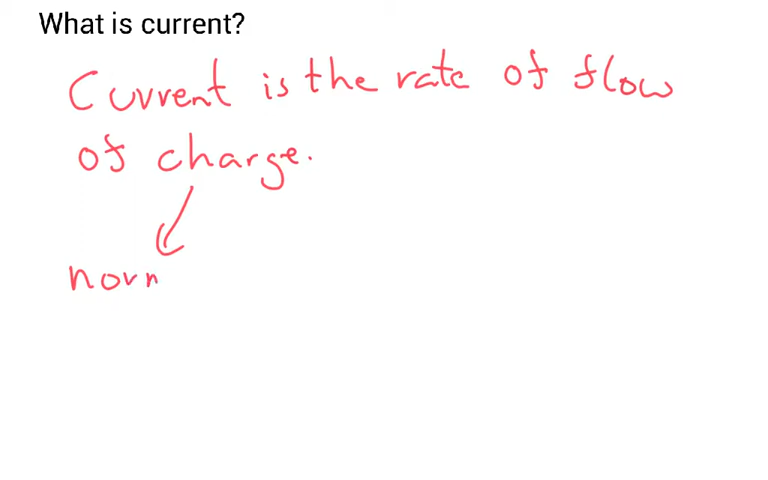 What is current?
Current is the rate of flow
of charge.
norn